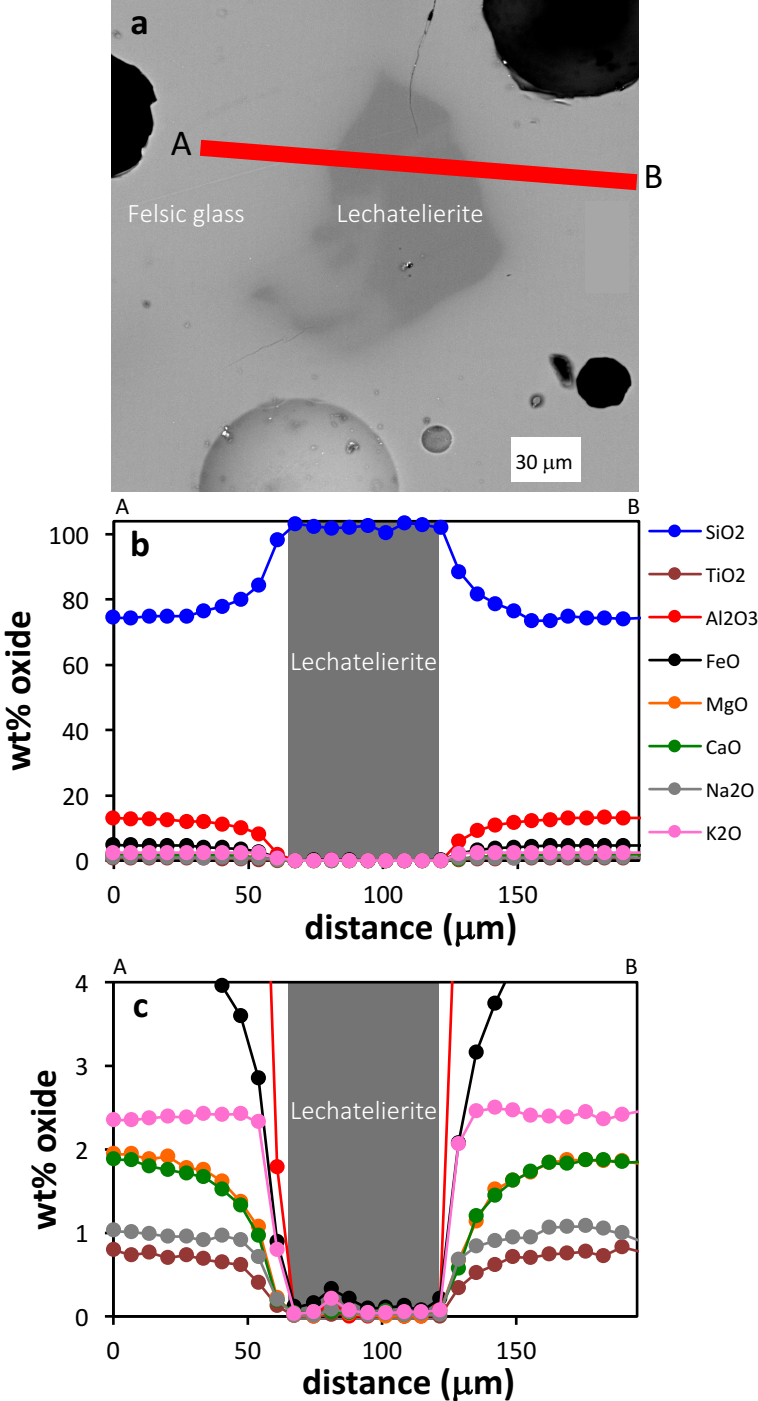 a
A
B
Felsic glass
Lechatelierite
30 μm
A
B
b
100
80
60
40
20
0
wt% oxide
Lechatelierite
0
50
100
150
distance (μm)
SiO2
TiO2
Al2O3
FeO
MgO
CaO
Na2O
K2O
A
B
c
4
3
2
1
0
wt% oxide
Lechatelierite
0
50
100
150
distance (μm)